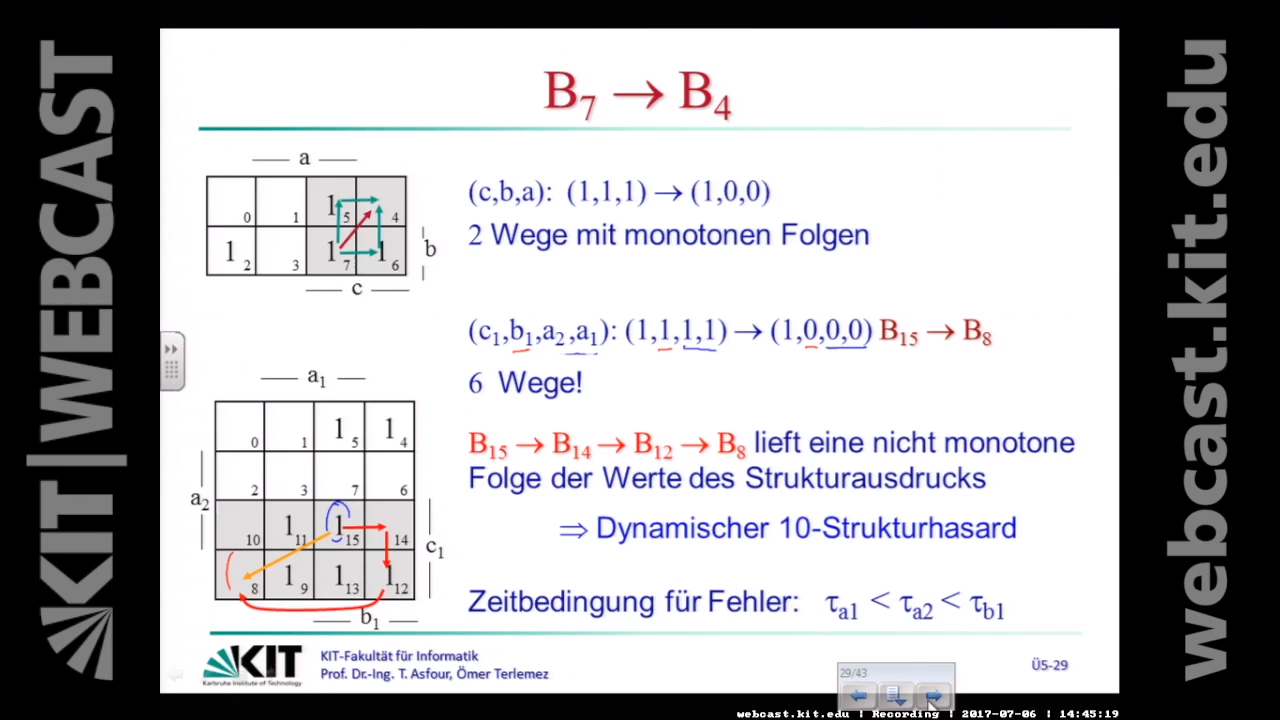 KIT | WEBCAST
B₇ → B₄
a
1 5
0 1 4
1 2 3 1 7 1 6
b
c
(c,b,a): (1,1,1) → (1,0,0)
2 Wege mit monotonen Folgen
(c₁,b₁,a₂,a₁): (1,1,1,1) → (1,0,0,0) B₁₅ → B₈
6 Wege!
a₁
0 1 1 5 1 4
2 3 7 6
a₂
10 1 11 1 15 14
c₁
8 1 9 1 13 1 12
b₁
B₁₅ → B₁₄ → B₁₂ → B₈ lieft eine nicht monotone
Folge der Werte des Strukturausdrucks
⇒ Dynamischer 10-Strukturhasard
Zeitbedingung für Fehler: τₐ₁ < τₐ₂ < τb₁
KIT
Karlsruhe Institute of Technology
KIT-Fakultät für Informatik
Prof. Dr.-Ing. T. Asfour, Ömer Terlemez
29/43
Ü5-29
webcast.kit.edu
webcast.kit.edu | Recording | 2017-07-06 | 14:45:19